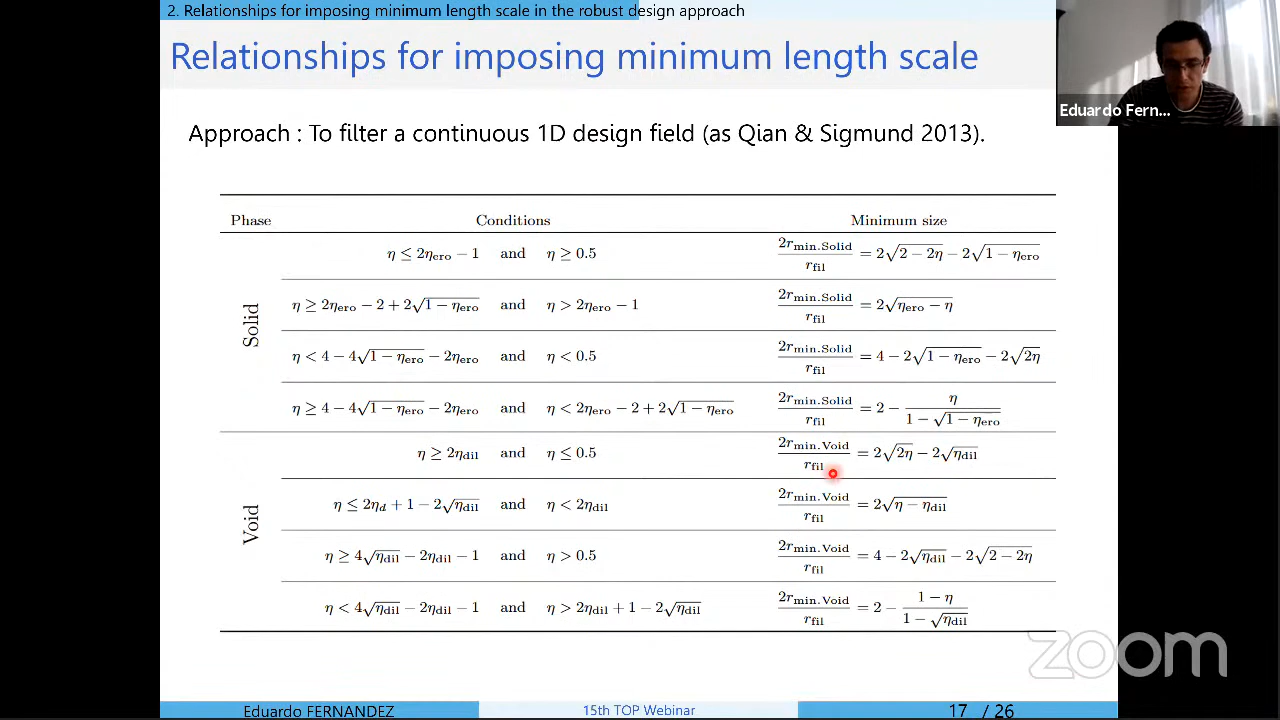 2. Relationships for imposing minimum length scale in the robust design approach
Relationships for imposing minimum length scale
Eduardo Fern...
Approach : To filter a continuous 1D design field (as Qian & Sigmund 2013).
Phase Conditions Minimum size
Solid
η ≤ 2η_ero − 1 and η ≥ 0.5 2r_min.Solid / r_fil = 2√(2 − 2η) − 2√(1 − η_ero)
η ≥ 2η_ero − 2 + 2√(1 − η_ero) and η > 2η_ero − 1 2r_min.Solid / r_fil = 2√(η_ero − η)
η < 4 − 4√(1 − η_ero) − 2η_ero and η < 0.5 2r_min.Solid / r_fil = 4 − 2√(1 − η_ero) − 2√(2η)
η ≥ 4 − 4√(1 − η_ero) − 2η_ero and η < 2η_ero − 2 + 2√(1 − η_ero) 2r_min.Solid / r_fil = 2 − η / (1 − √(1 − η_ero))
Void
η ≥ 2η_dil and η ≤ 0.5 2r_min.Void / r_fil = 2√(2η) − 2√(η_dil)
η ≤ 2η_d + 1 − 2√(η_dil) and η < 2η_dil 2r_min.Void / r_fil = 2√(η − η_dil)
η ≥ 4√(η_dil) − 2η_dil − 1 and η > 0.5 2r_min.Void / r_fil = 4 − 2√(η_dil) − 2√(2 − 2η)
η < 4√(η_dil) − 2η_dil − 1 and η > 2η_dil + 1 − 2√(η_dil) 2r_min.Void / r_fil = 2 − (1 − η) / (1 − √(η_dil))
zoom
Eduardo FERNANDEZ 15th TOP Webinar 17 / 26